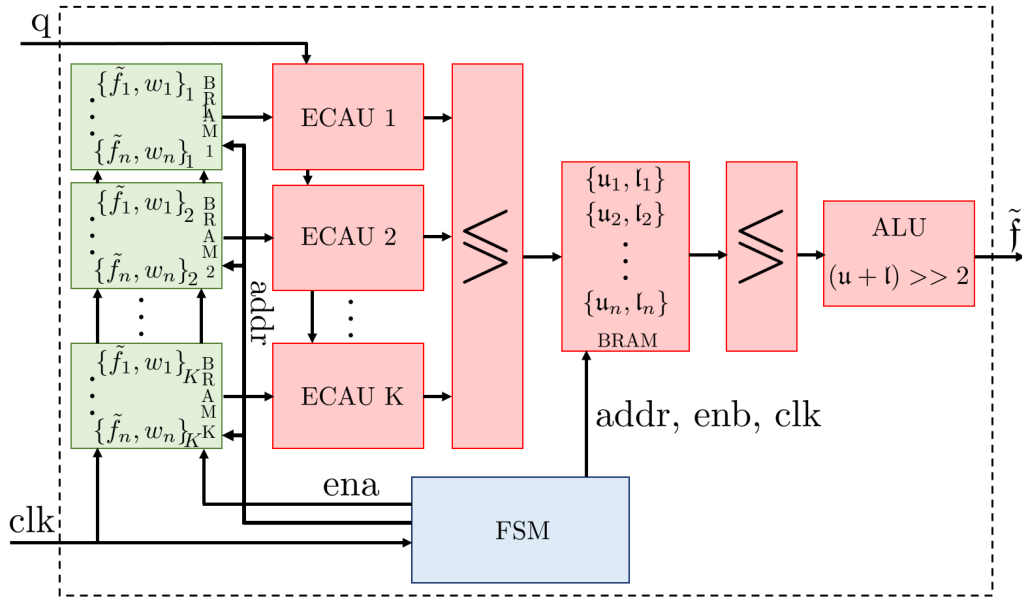 q
{f̃₁, w₁}₁
⋮
{f̃ₙ, wₙ}₁
BRAM 1
ECAU 1
{f̃₁, w₁}₂
⋮
{f̃ₙ, wₙ}₂
BRAM 2
ECAU 2
⋮
⋮
addr
{f̃₁, w₁}_K
⋮
{f̃ₙ, wₙ}_K
BRAM K
ECAU K
⋚
{𝔲₁, 𝔩₁}
{𝔲₂, 𝔩₂}
⋮
{𝔲ₙ, 𝔩ₙ}
BRAM
⋚
ALU
(𝔲 + 𝔩) >> 2
𝔣̃
addr, enb, clk
ena
clk
FSM